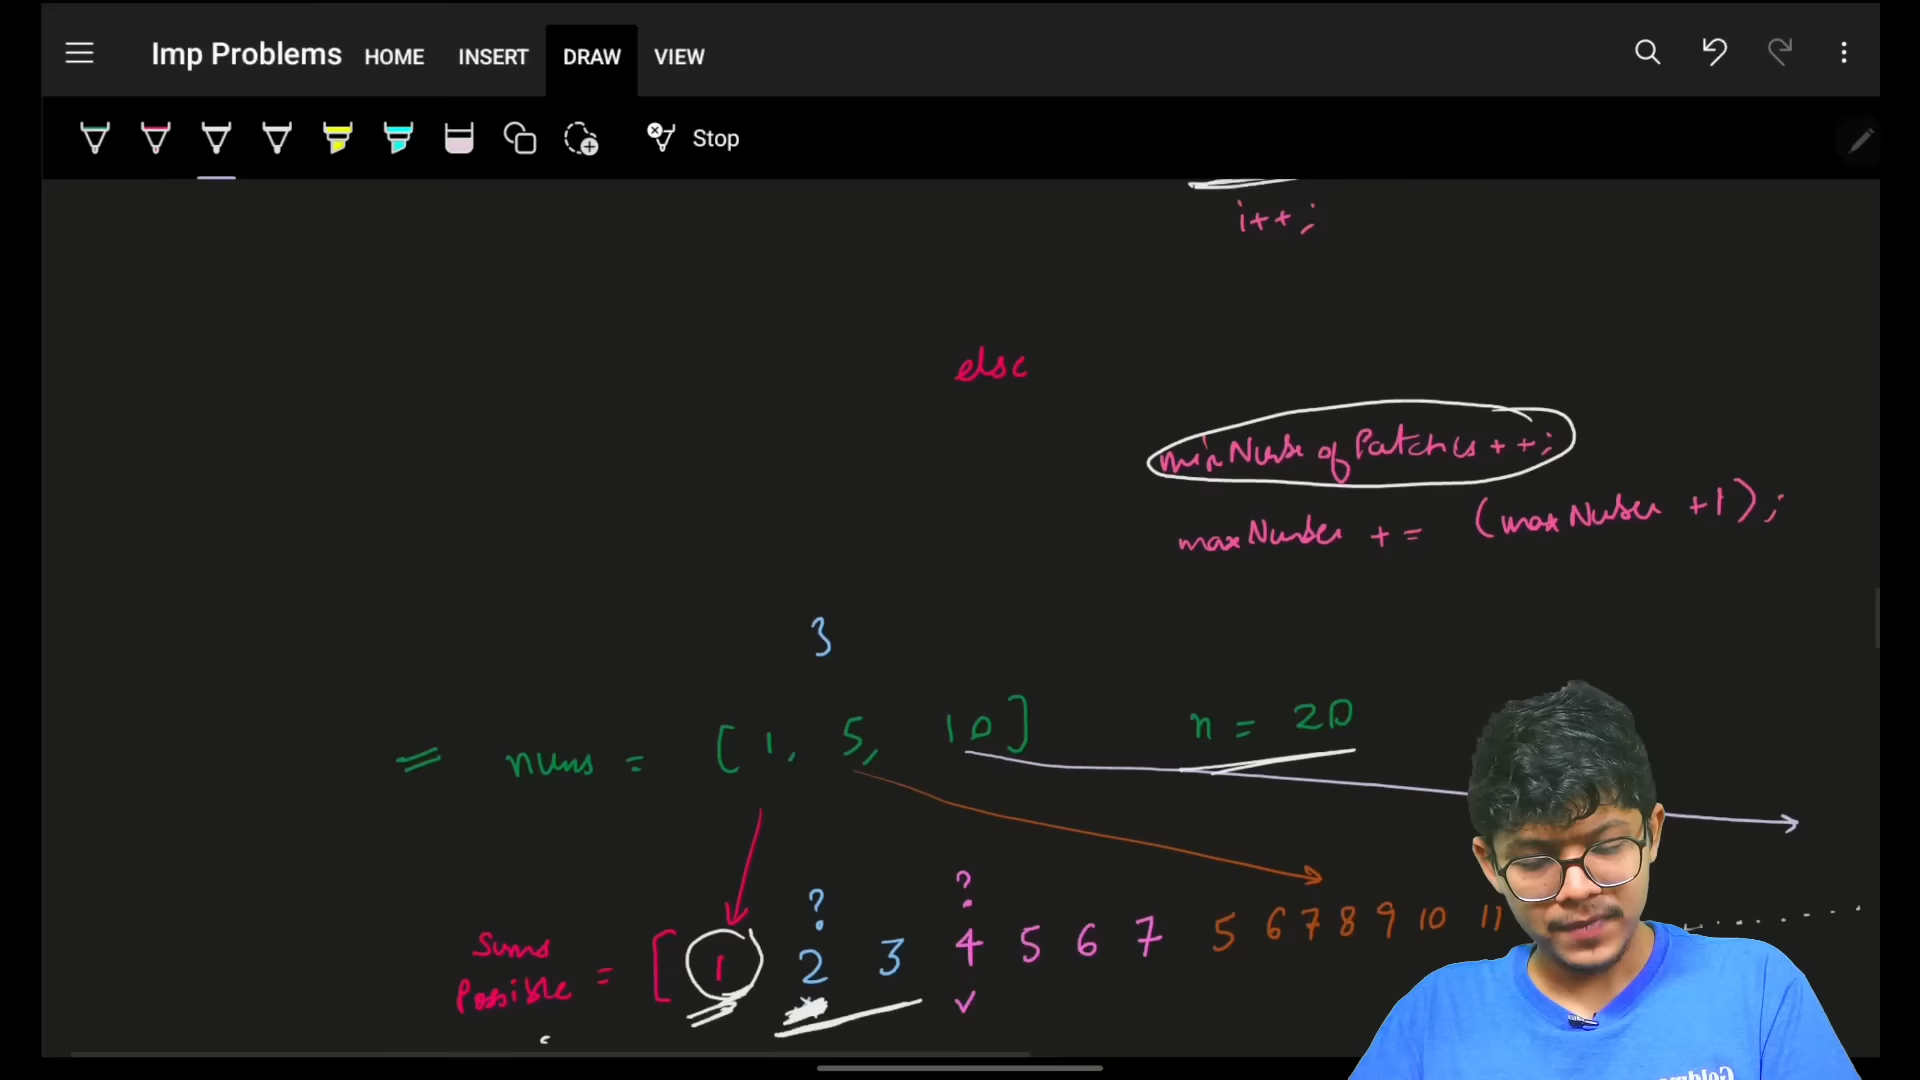 Imp Problems HOME INSERT DRAW VIEW
Stop
i++;
else
minNumber of Patches ++;
maxNumber += (maxNumber +1);
3
= nums = [1, 5, 10] n = 20
? ?
Sums Possible = [ 1 2 3 4 5 6 7 5 6 7 8 9 10 11
✓